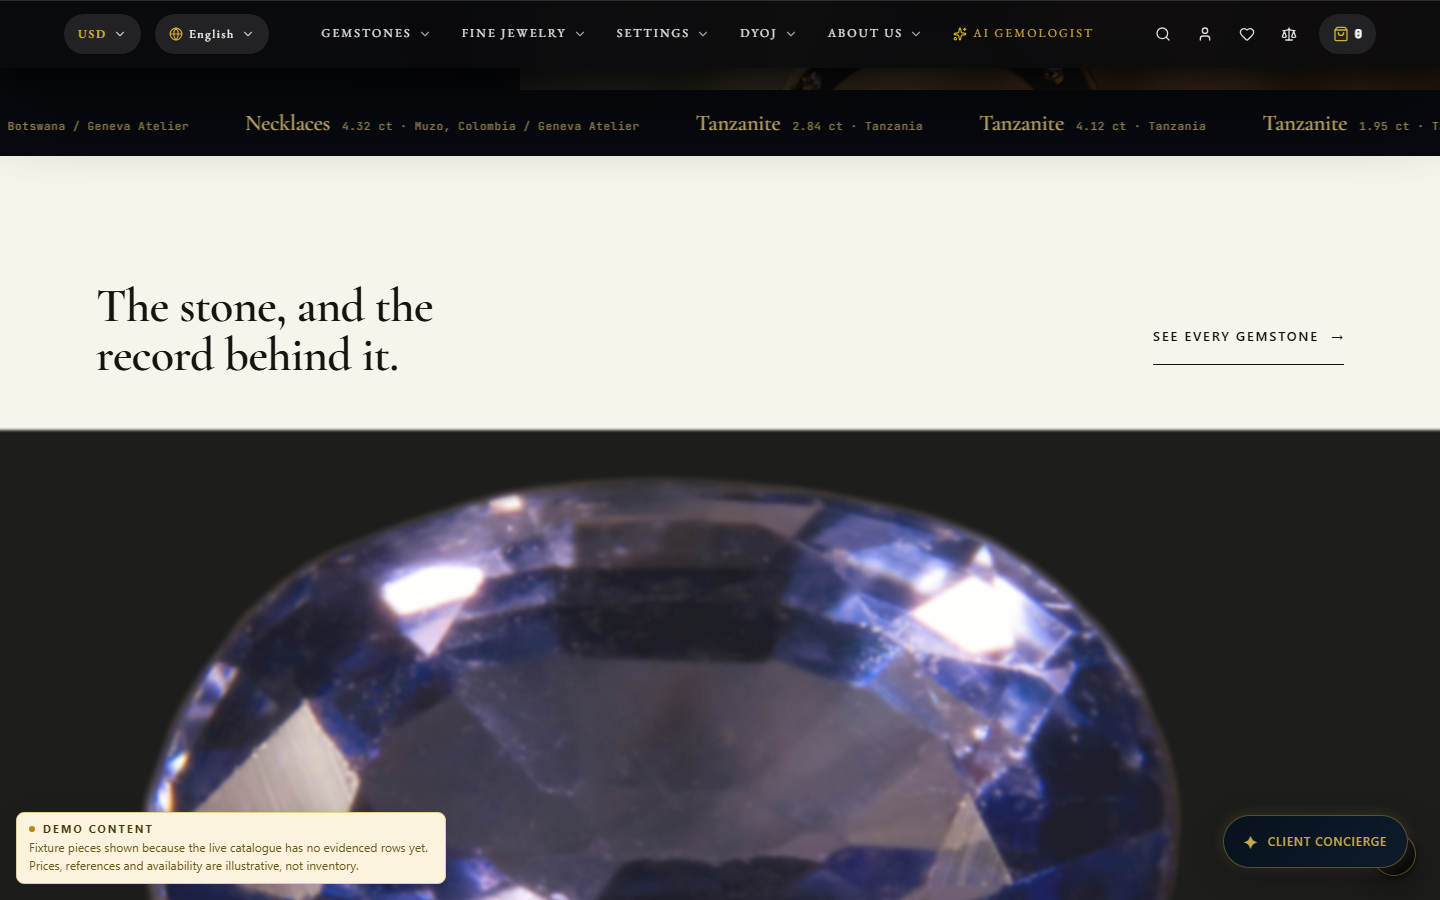 USD
English
GEMSTONES
FINE JEWELRY
SETTINGS
DYOJ
ABOUT US
AI GEMOLOGIST
0
Botswana / Geneva Atelier
Necklaces 4.32 ct · Muzo, Colombia / Geneva Atelier
Tanzanite 2.84 ct · Tanzania
Tanzanite 4.12 ct · Tanzania
Tanzanite 1.95 ct ·
The stone, and the
record behind it.
SEE EVERY GEMSTONE →
DEMO CONTENT
Fixture pieces shown because the live catalogue has no evidenced rows yet.
Prices, references and availability are illustrative, not inventory.
CLIENT CONCIERGE